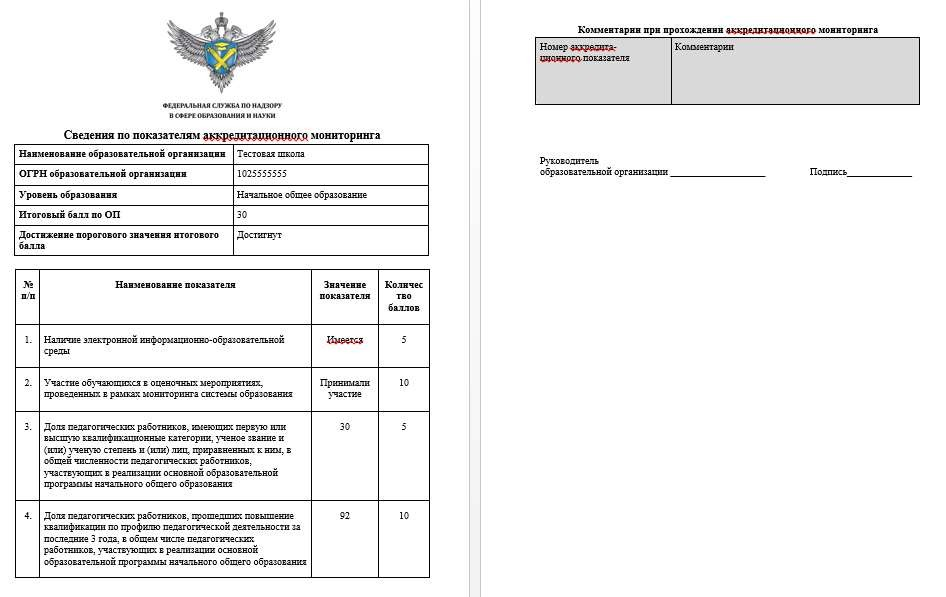 ФЕДЕРАЛЬНАЯ СЛУЖБА ПО НАДЗОРУ
В СФЕРЕ ОБРАЗОВАНИЯ И НАУКИ
Сведения по показателям аккредитационного мониторинга
Наименование образовательной организации Тестовая школа
ОГРН образовательной организации 1025555555
Уровень образования Начальное общее образование
Итоговый балл по ОП 30
Достижение порогового значения итогового Достигнут
балла
№ Наименование показателя Значение Количес
п/п показателя тво
баллов
1. Наличие электронной информационно-образовательной Имеется 5
среды
2. Участие обучающихся в оценочных мероприятиях, Принимали 10
проведенных в рамках мониторинга системы образования участие
3. Доля педагогических работников, имеющих первую или 30 5
высшую квалификационные категории, ученое звание и
(или) ученую степень и (или) лиц, приравненных к ним, в
общей численности педагогических работников,
участвующих в реализации основной образовательной
программы начального общего образования
4. Доля педагогических работников, прошедших повышение 92 10
квалификации по профилю педагогической деятельности за
последние 3 года, в общем числе педагогических
работников, участвующих в реализации основной
образовательной программы начального общего образования
Комментарии при прохождении аккредитационного мониторинга
Номер аккредита- Комментарии
ционного показателя
Руководитель
образовательной организации ____________________ Подпись______________